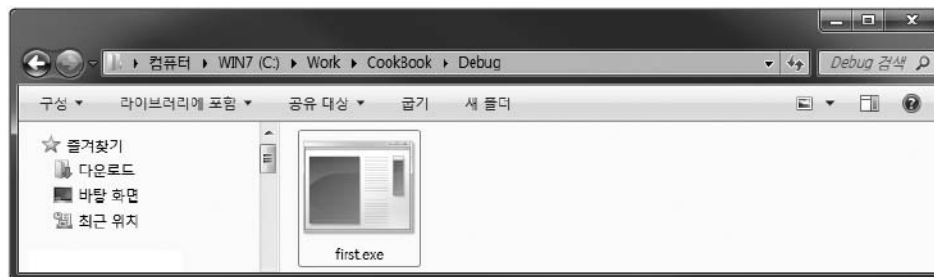 컴퓨터 ▸ WIN7 (C:) ▸ Work ▸ CookBook ▸ Debug
Debug 검색
구성 라이브러리에 포함 공유 대상 굽기 새 폴더
즐겨찾기
다운로드
바탕 화면
최근 위치
first.exe